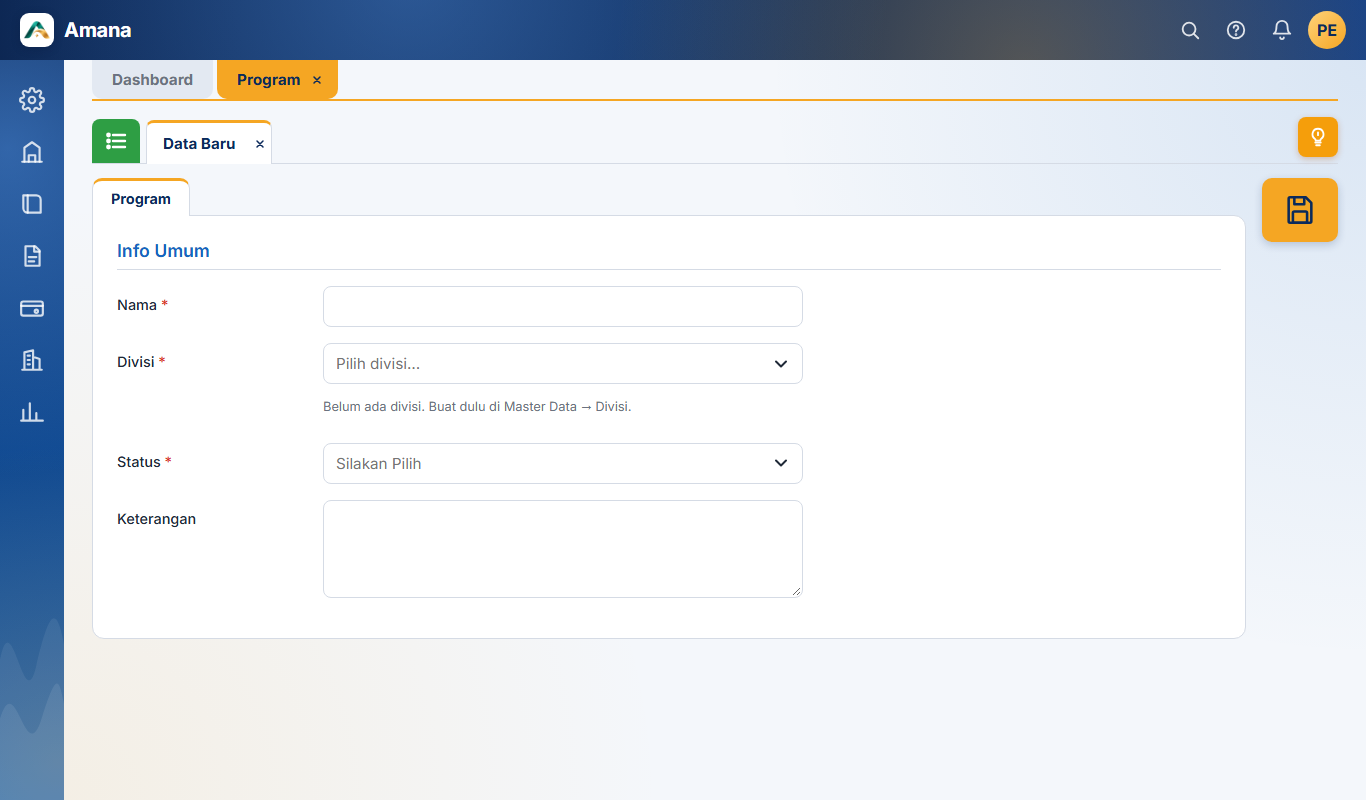 Amana
PE
Dashboard
Program ×
Data Baru ×
Program
Info Umum
Nama *
Divisi *
Pilih divisi...
Belum ada divisi. Buat dulu di Master Data → Divisi.
Status *
Silakan Pilih
Keterangan